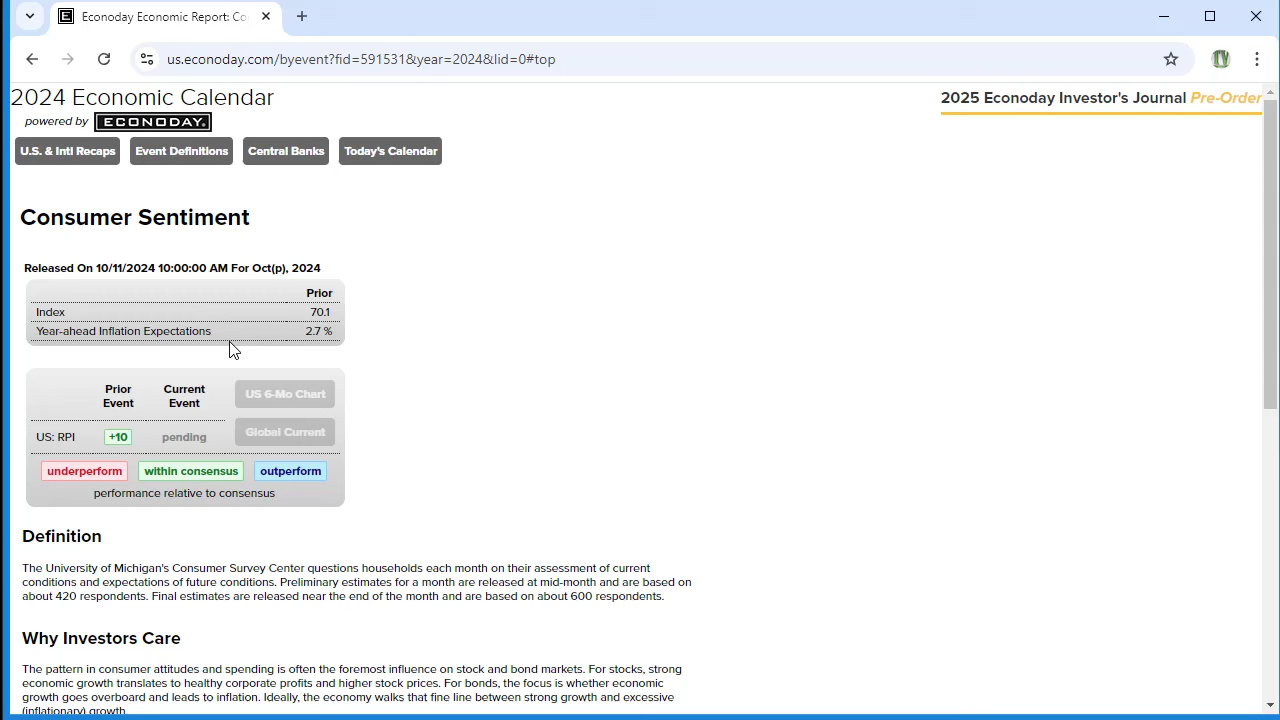 Econoday Economic Report: Co
us.econoday.com/byevent?fid=591531&year=2024&lid=0#top
2024 Economic Calendar
powered by ECONODAY
2025 Econoday Investor's Journal Pre-Order
U.S. & Intl Recaps Event Definitions Central Banks Today's Calendar
Consumer Sentiment
Released On 10/11/2024 10:00:00 AM For Oct(p), 2024
Prior
Index 70.1
Year-ahead Inflation Expectations 2.7 %
Prior Event Current Event US 6-Mo Chart
US: RPI +10 pending Global Current
underperform within consensus outperform
performance relative to consensus
Definition
The University of Michigan's Consumer Survey Center questions households each month on their assessment of current
conditions and expectations of future conditions. Preliminary estimates for a month are released at mid-month and are based on
about 420 respondents. Final estimates are released near the end of the month and are based on about 600 respondents.
Why Investors Care
The pattern in consumer attitudes and spending is often the foremost influence on stock and bond markets. For stocks, strong
economic growth translates to healthy corporate profits and higher stock prices. For bonds, the focus is whether economic
growth goes overboard and leads to inflation. Ideally, the economy walks that fine line between strong growth and excessive
(inflationary) growth.